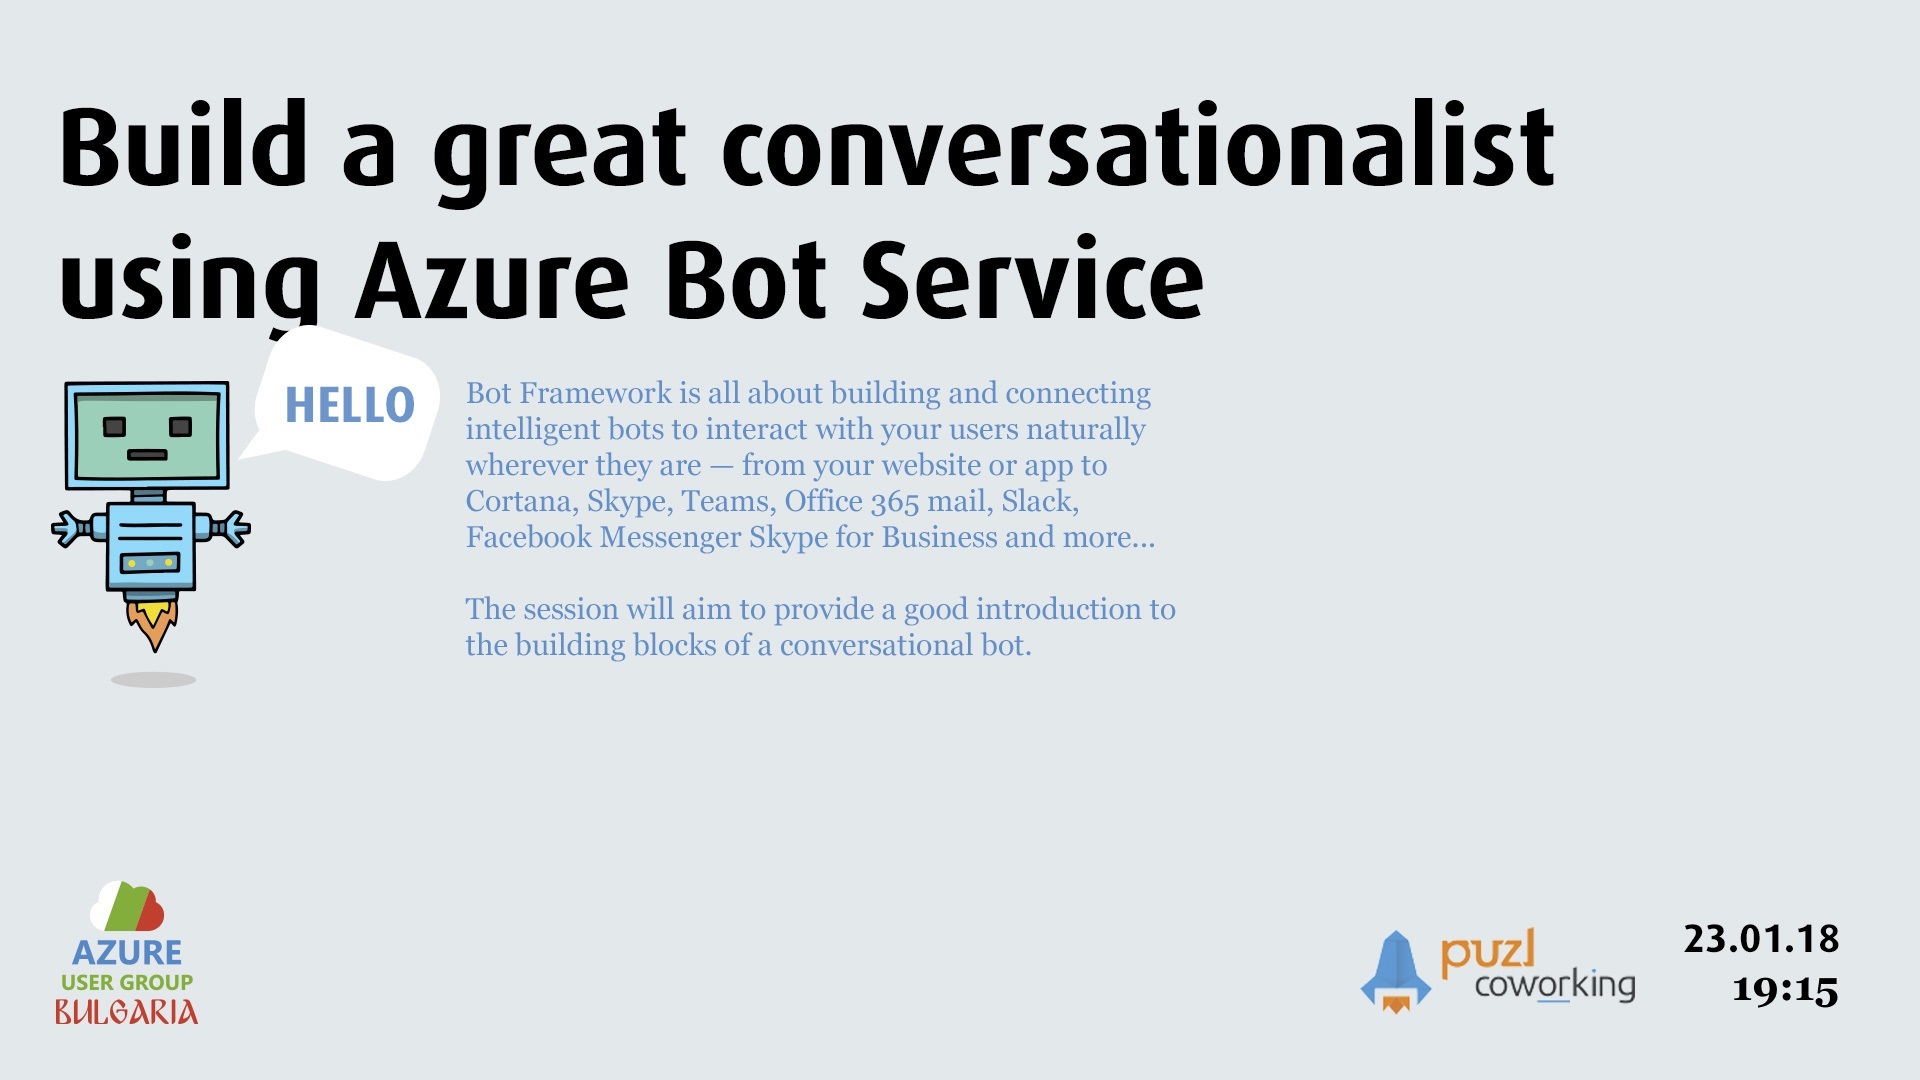 Build a great conversationalist
using Azure Bot Service
HELLO
Bot Framework is all about building and connecting
intelligent bots to interact with your users naturally
wherever they are — from your website or app to
Cortana, Skype, Teams, Office 365 mail, Slack,
Facebook Messenger Skype for Business and more...
The session will aim to provide a good introduction to
the building blocks of a conversational bot.
AZURE
USER GROUP
BULGARIA
puzl
coworking
23.01.18
19:15